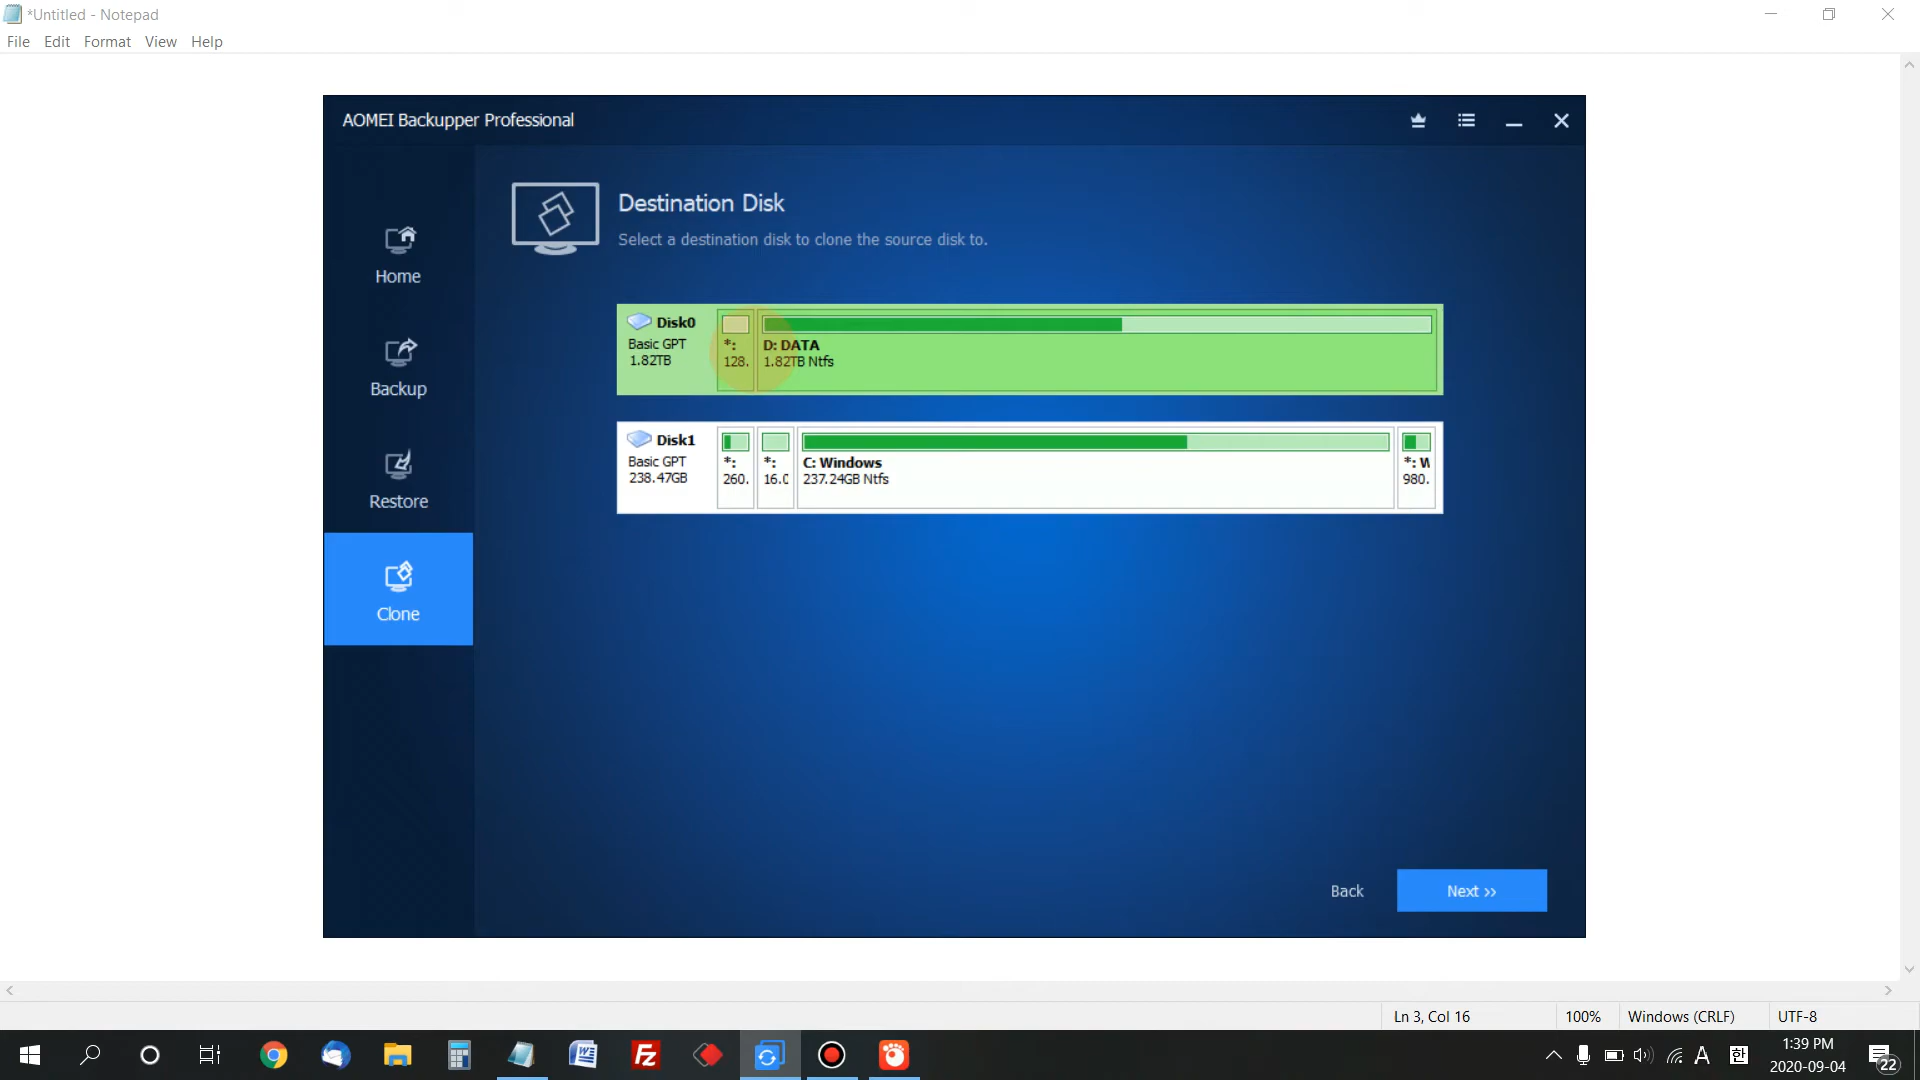 *Untitled - Notepad
File Edit Format View Help
AOMEI Backupper Professional
Destination Disk
Select a destination disk to clone the source disk to.
Home
Backup
Restore
Clone
Disk0
Basic GPT
1.82TB
*:
128.
D: DATA
1.82TB Ntfs
Disk1
Basic GPT
238.47GB
*:
260.
*:
16.0
C: Windows
237.24GB Ntfs
*: W
980.
Back
Next >>
Ln 3, Col 16
100%
Windows (CRLF)
UTF-8
W
Fz
A
한
1:39 PM
2020-09-04
22